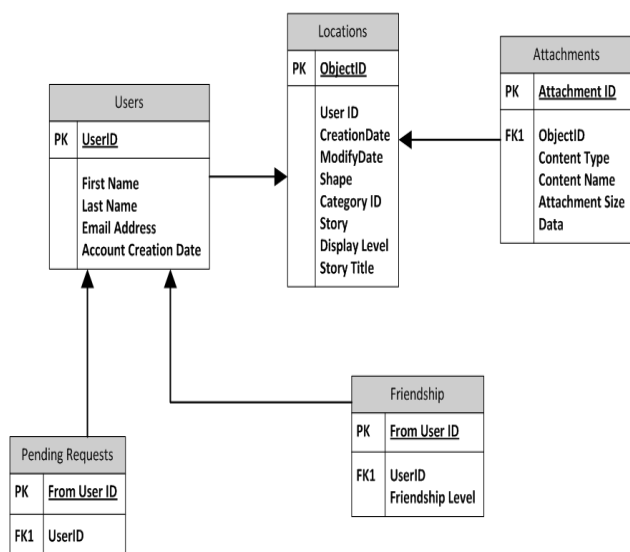 Locations
PK ObjectID
User ID
CreationDate
ModifyDate
Shape
Category ID
Story
Display Level
Story Title
Attachments
PK Attachment ID
FK1 ObjectID
Content Type
Content Name
Attachment Size
Data
Users
PK UserID
First Name
Last Name
Email Address
Account Creation Date
Friendship
PK From User ID
FK1 UserID
Friendship Level
Pending Requests
PK From User ID
FK1 UserID